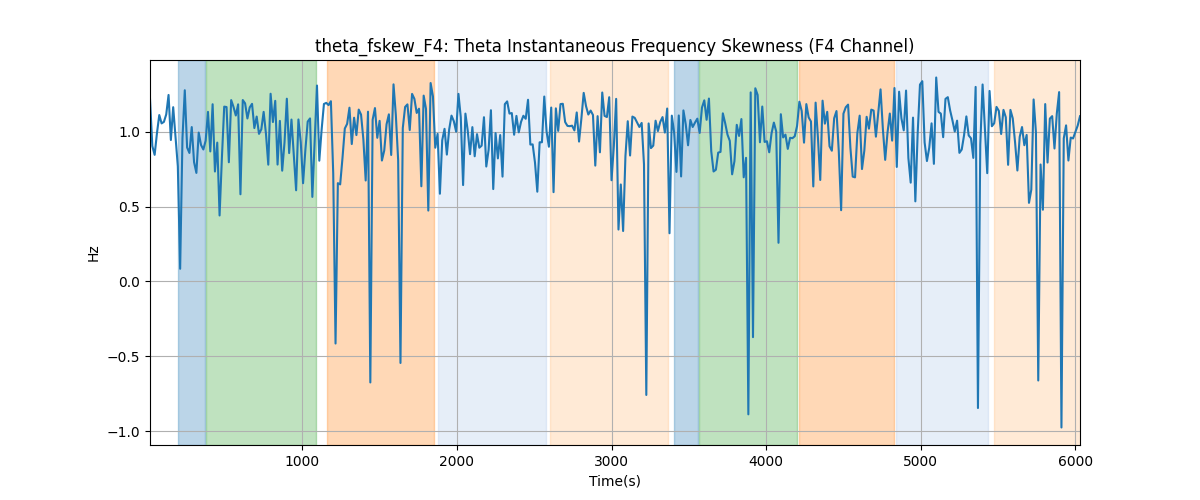 theta_fskew_F4: Theta Instantaneous Frequency Skewness (F4 Channel)
1.0
0.5
0.0
−0.5
−1.0
Hz
1000 2000 3000 4000 5000 6000
Time(s)